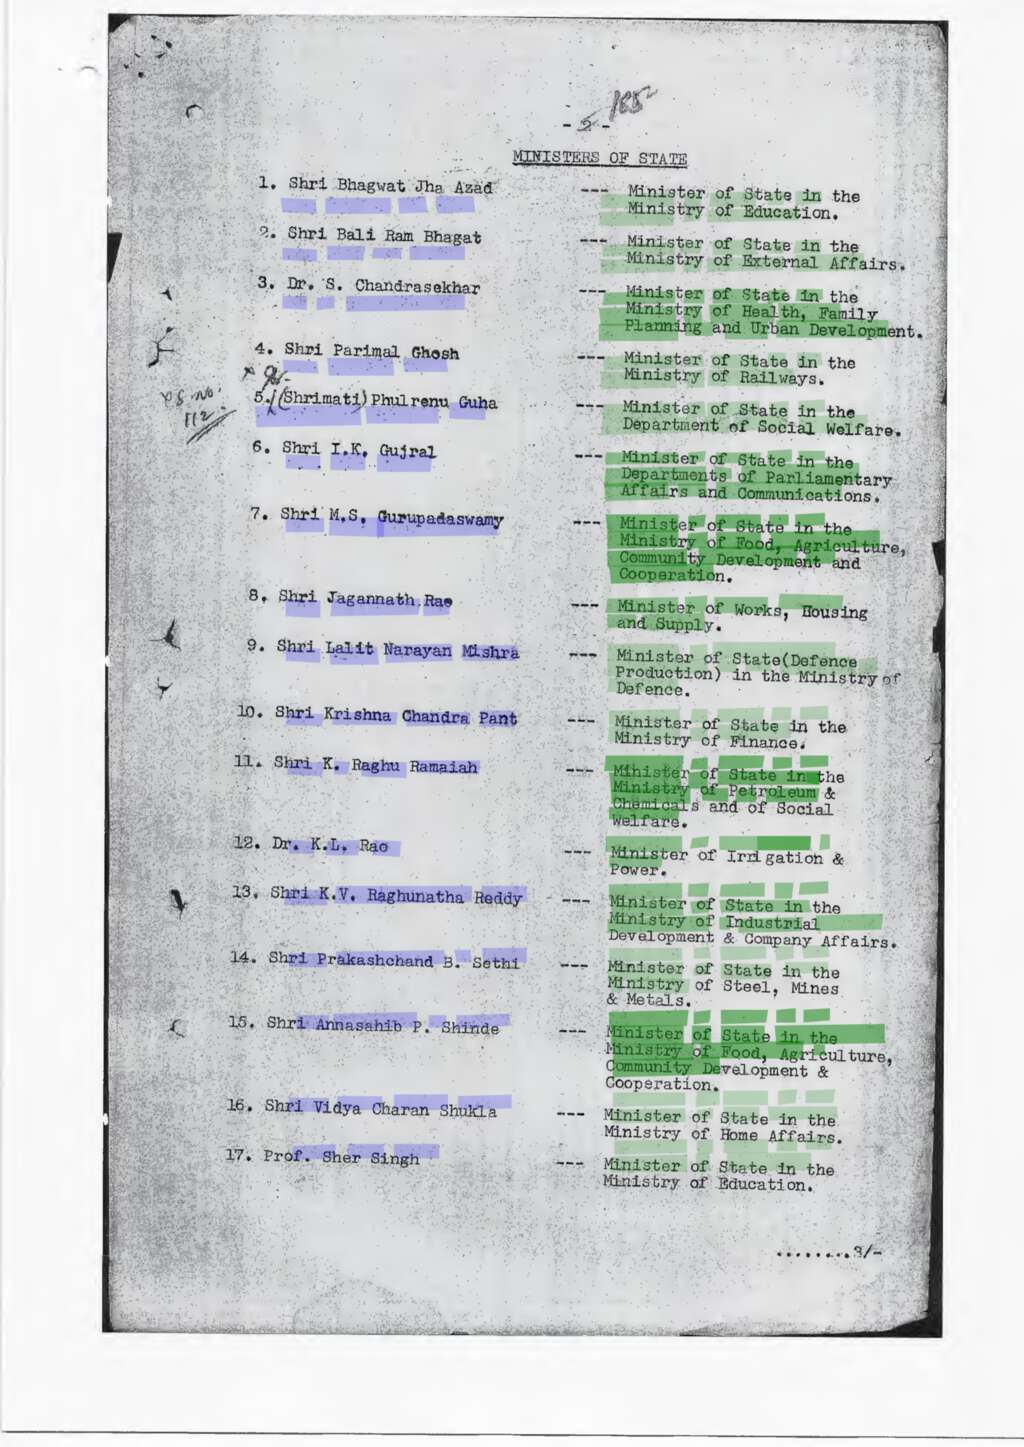 - 5 - 185
MINISTERS OF STATE
1. Shri Bhagwat Jha Azad --- Minister of State in the
Ministry of Education.
2. Shri Bali Ram Bhagat --- Minister of State in the
Ministry of External Affairs.
3. Dr. S. Chandrasekhar --- Minister of State in the
Ministry of Health, Family
Planning and Urban Development.
4. Shri Parimal Ghosh --- Minister of State in the
Ministry of Railways.
S.No. 112
5. (Shrimati) Phulrenu Guha --- Minister of State in the
Department of Social Welfare.
6. Shri I.K. Gujral --- Minister of State in the
Departments of Parliamentary
Affairs and Communications.
7. Shri M.S. Gurupadaswamy --- Minister of State in the
Ministry of Food, Agriculture,
Community Development and
Cooperation.
8. Shri Jagannath Rao --- Minister of Works, Housing
and Supply.
9. Shri Lalit Narayan Mishra --- Minister of State(Defence
Production) in the Ministry of
Defence.
10. Shri Krishna Chandra Pant --- Minister of State in the
Ministry of Finance.
11. Shri K. Raghu Ramaiah --- Minister of State in the
Ministry of Petroleum &
Chemicals and of Social
Welfare.
12. Dr. K.L. Rao --- Minister of Irrigation &
Power.
13. Shri K.V. Raghunatha Reddy --- Minister of State in the
Ministry of Industrial
Development & Company Affairs.
14. Shri Prakashchand B. Sethi --- Minister of State in the
Ministry of Steel, Mines
& Metals.
15. Shri Annasahib P. Shinde --- Minister of State in the
Ministry of Food, Agriculture,
Community Development &
Cooperation.
16. Shri Vidya Charan Shukla --- Minister of State in the
Ministry of Home Affairs.
17. Prof. Sher Singh --- Minister of State in the
Ministry of Education.
........3/-